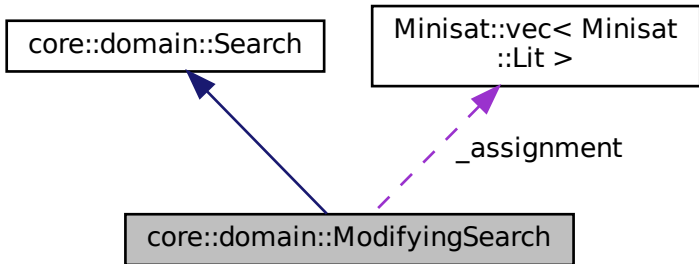 core::domain::Search
Minisat::vec< Minisat
::Lit >
_assignment
core::domain::ModifyingSearch